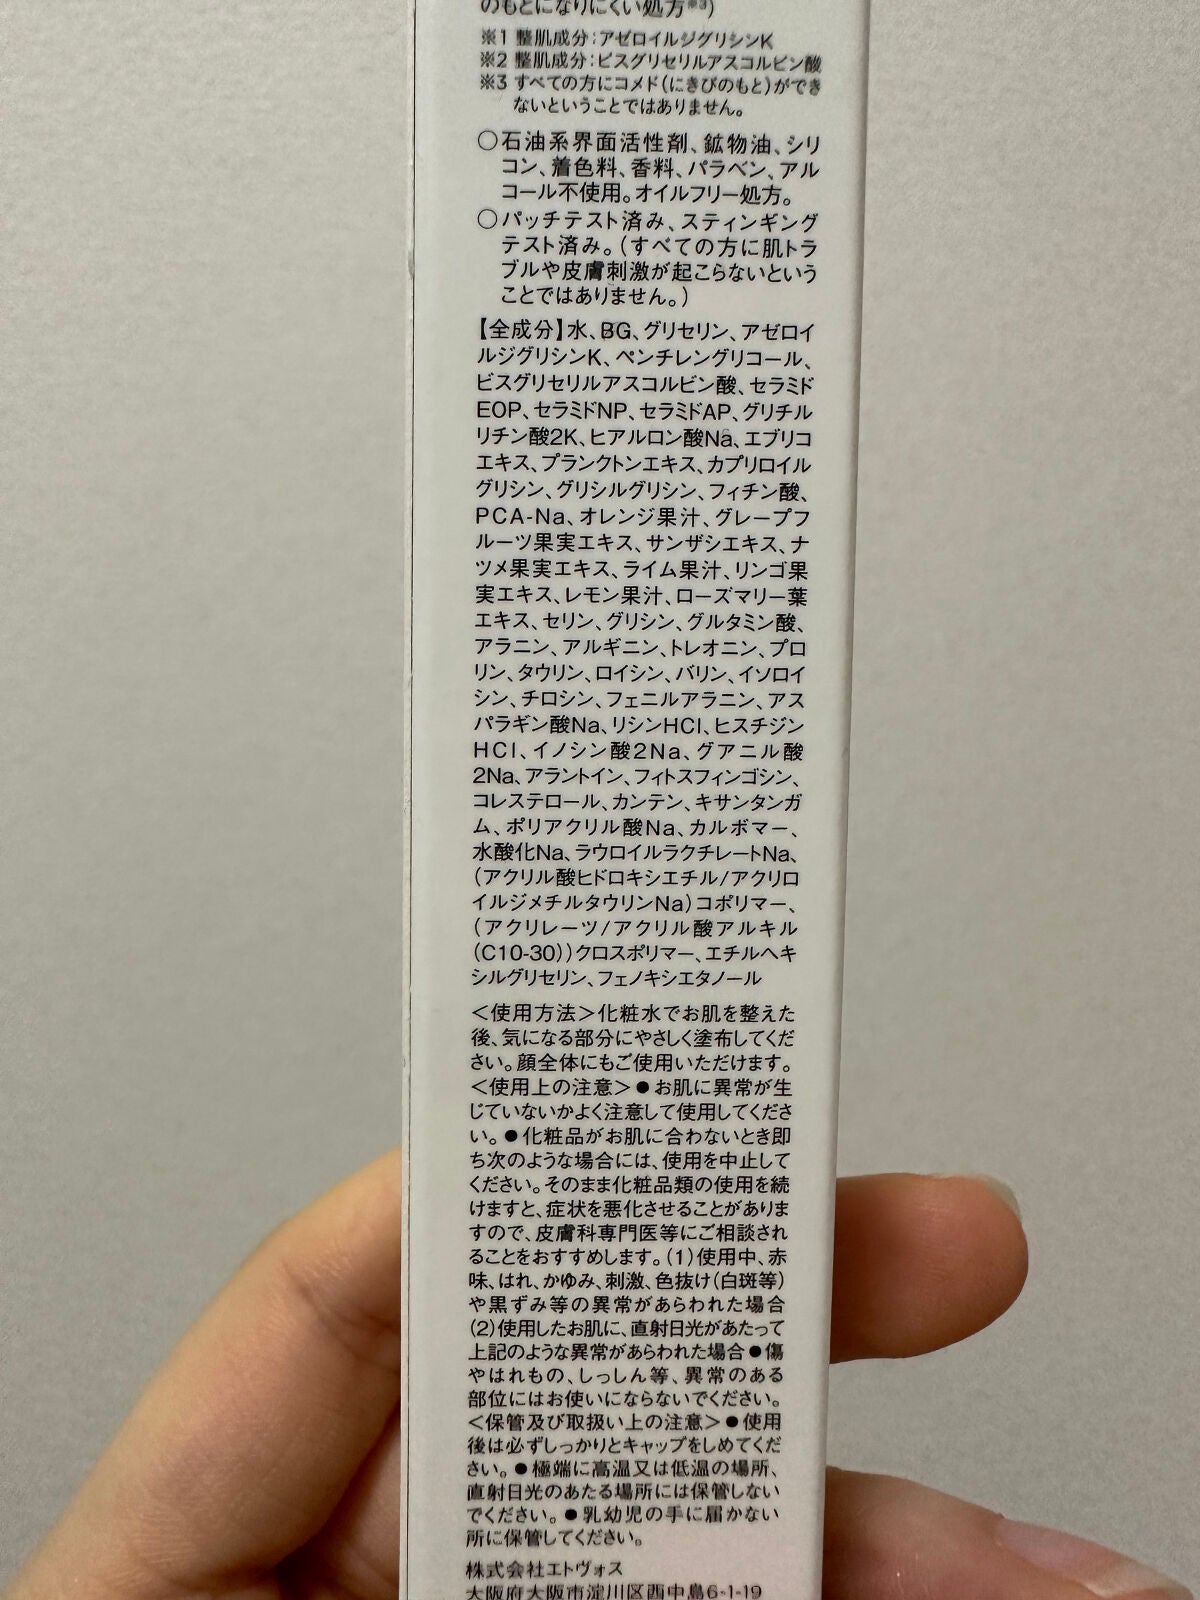 のもとになりにくい処方※3)
※1 整肌成分:アゼロイルジグリシンK
※2 整肌成分:ビスグリセリルアスコルビン酸
※3 すべての方にコメド(にきびのもと)ができ
ないということではありません。
○石油系界面活性剤、鉱物油、シリ
コン、着色料、香料、パラベン、アル
コール不使用。オイルフリー処方。
○パッチテスト済み、スティンギング
テスト済み。(すべての方に肌トラ
ブルや皮膚刺激が起こらないという
ことではありません。)
【全成分】水、BG、グリセリン、アゼロイ
ルジグリシンK、ペンチレングリコール、
ビスグリセリルアスコルビン酸、セラミド
EOP、セラミドNP、セラミドAP、グリチル
リチン酸2K、ヒアルロン酸Na、エブリコ
エキス、プランクトンエキス、カプリロイル
グリシン、グリシルグリシン、フィチン酸、
PCA-Na、オレンジ果汁、グレープフ
ルーツ果実エキス、サンザシエキス、ナ
ツメ果実エキス、ライム果汁、リンゴ果
実エキス、レモン果汁、ローズマリー葉
エキス、セリン、グリシン、グルタミン酸、
アラニン、アルギニン、トレオニン、プロ
リン、タウリン、ロイシン、バリン、イソロイ
シン、チロシン、フェニルアラニン、アス
パラギン酸Na、リシンHCl、ヒスチジン
HCl、イノシン酸2Na、グアニル酸
2Na、アラントイン、フィトスフィンゴシン、
コレステロール、カンテン、キサンタンガ
ム、ポリアクリル酸Na、カルボマー、
水酸化Na、ラウロイルラクチレートNa、
(アクリル酸ヒドロキシエチル/アクリロ
イルジメチルタウリンNa)コポリマー、
(アクリレーツ/アクリル酸アルキル
(C10-30))クロスポリマー、エチルヘキ
シルグリセリン、フェノキシエタノール
<使用方法>化粧水でお肌を整えた
後、気になる部分にやさしく塗布してくだ
さい。顔全体にもご使用いただけます。
<使用上の注意>●お肌に異常が生
じていないかよく注意して使用してくださ
い。●化粧品がお肌に合わないとき即
ち次のような場合には、使用を中止して
ください。そのまま化粧品類の使用を続
けますと、症状を悪化させることがありま
すので、皮膚科専門医等にご相談され
ることをおすすめします。(1)使用中、赤
味、はれ、かゆみ、刺激、色抜け(白斑等)
や黒ずみ等の異常があらわれた場合
(2)使用したお肌に、直射日光があたって
上記のような異常があらわれた場合●傷
やはれもの、しっしん等、異常のある
部位にはお使いにならないでください。
<保管及び取扱い上の注意>●使用
後は必ずしっかりとキャップをしめてくだ
さい。●極端に高温又は低温の場所、
直射日光のあたる場所には保管しない
でください。●乳幼児の手に届かない
所に保管してください。
株式会社エトヴォス
大阪府大阪市淀川区西中島6-1-19